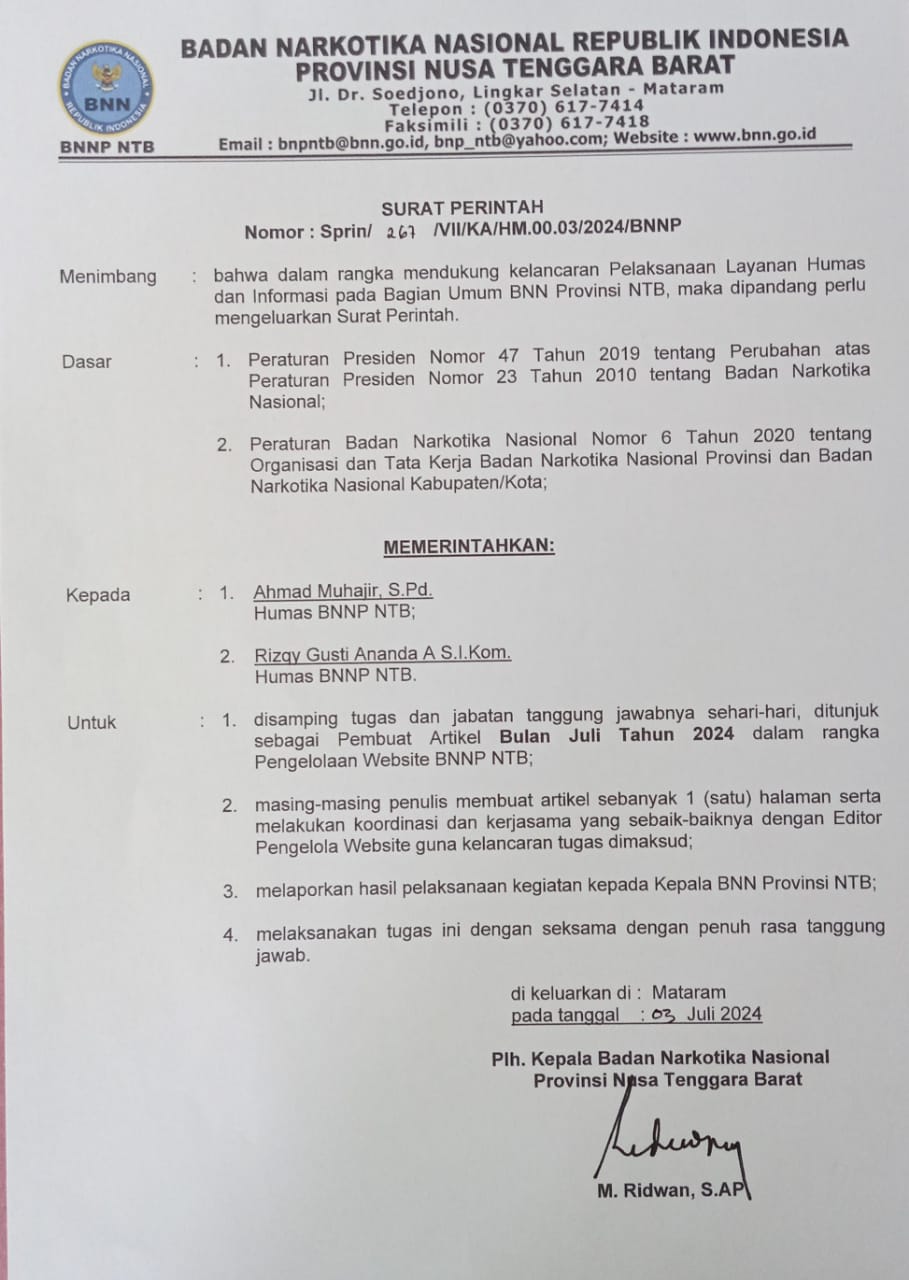 BADAN NARKOTIKA NASIONAL REPUBLIK INDONESIA
PROVINSI NUSA TENGGARA BARAT
Jl. Dr. Soedjono, Lingkar Selatan - Mataram
Telepon : (0370) 617-7414
Faksimili : (0370) 617-7418
Email : bnpntb@bnn.go.id, bnp_ntb@yahoo.com; Website : www.bnn.go.id
BADAN NARKOTIKA NASIONAL
BNN
REPUBLIK INDONESIA
BNNP NTB
SURAT PERINTAH
Nomor : Sprin/ 267 /VII/KA/HM.00.03/2024/BNNP
Menimbang : bahwa dalam rangka mendukung kelancaran Pelaksanaan Layanan Humas
dan Informasi pada Bagian Umum BNN Provinsi NTB, maka dipandang perlu
mengeluarkan Surat Perintah.
Dasar : 1. Peraturan Presiden Nomor 47 Tahun 2019 tentang Perubahan atas
Peraturan Presiden Nomor 23 Tahun 2010 tentang Badan Narkotika
Nasional;
2. Peraturan Badan Narkotika Nasional Nomor 6 Tahun 2020 tentang
Organisasi dan Tata Kerja Badan Narkotika Nasional Provinsi dan Badan
Narkotika Nasional Kabupaten/Kota;
MEMERINTAHKAN:
Kepada : 1. Ahmad Muhajir, S.Pd.
Humas BNNP NTB;
2. Rizqy Gusti Ananda A S.I.Kom.
Humas BNNP NTB.
Untuk : 1. disamping tugas dan jabatan tanggung jawabnya sehari-hari, ditunjuk
sebagai Pembuat Artikel Bulan Juli Tahun 2024 dalam rangka
Pengelolaan Website BNNP NTB;
2. masing-masing penulis membuat artikel sebanyak 1 (satu) halaman serta
melakukan koordinasi dan kerjasama yang sebaik-baiknya dengan Editor
Pengelola Website guna kelancaran tugas dimaksud;
3. melaporkan hasil pelaksanaan kegiatan kepada Kepala BNN Provinsi NTB;
4. melaksanakan tugas ini dengan seksama dengan penuh rasa tanggung
jawab.
di keluarkan di : Mataram
pada tanggal : 03 Juli 2024
Plh. Kepala Badan Narkotika Nasional
Provinsi Nusa Tenggara Barat
M. Ridwan, S.AP